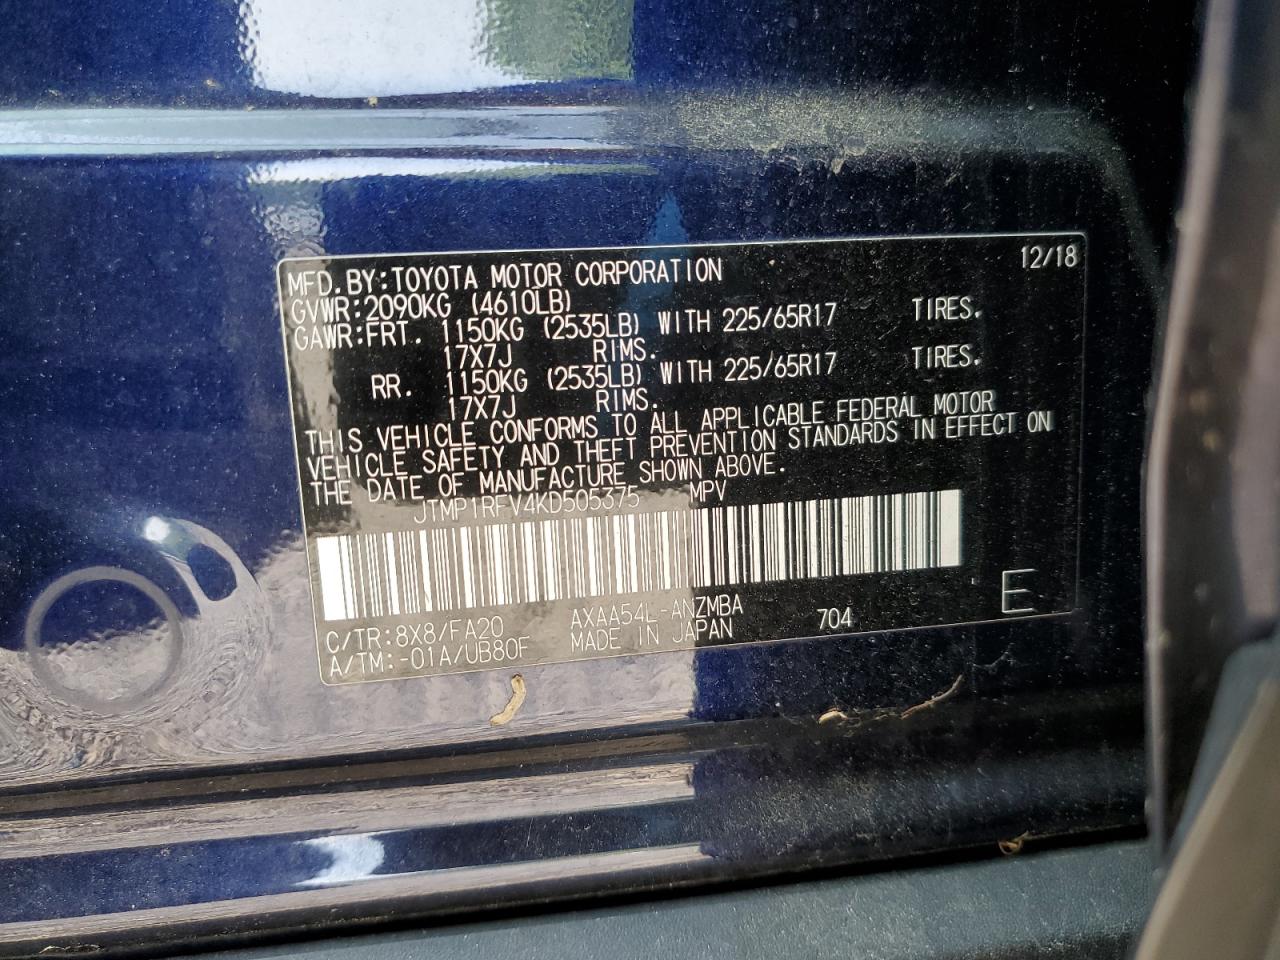 MFD.BY:TOYOTA MOTOR CORPORATION 12/18
GVWR:2090KG (4610LB)
GAWR:FRT. 1150KG (2535LB) WITH 225/65R17 TIRES.
17X7J RIMS.
RR. 1150KG (2535LB) WITH 225/65R17 TIRES.
17X7J RIMS.
THIS VEHICLE CONFORMS TO ALL APPLICABLE FEDERAL MOTOR
VEHICLE SAFETY AND THEFT PREVENTION STANDARDS IN EFFECT ON
THE DATE OF MANUFACTURE SHOWN ABOVE.
JTMP1RFV4KD505375 MPV
C/TR:8X8/FA20 AXAA54L-ANZMBA 704 E
A/TM:-01A/UB80F MADE IN JAPAN